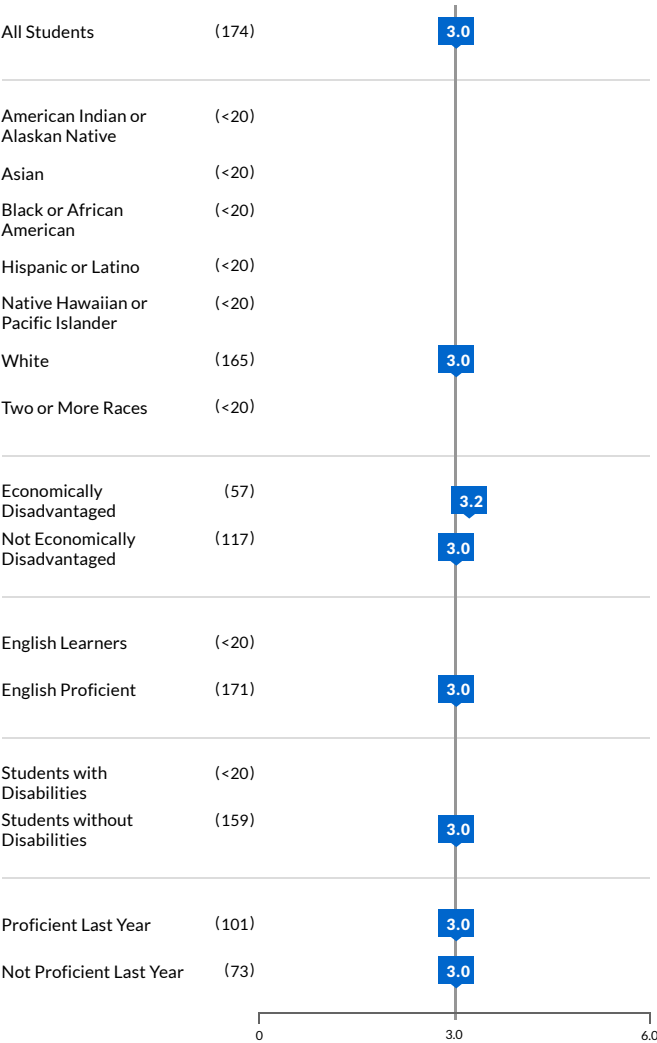 All Students (174) 3.0
American Indian or (<20)
Alaskan Native
Asian (<20)
Black or African (<20)
American
Hispanic or Latino (<20)
Native Hawaiian or (<20)
Pacific Islander
White (165) 3.0
Two or More Races (<20)
Economically (57) 3.2
Disadvantaged
Not Economically (117) 3.0
Disadvantaged
English Learners (<20)
English Proficient (171) 3.0
Students with (<20)
Disabilities
Students without (159) 3.0
Disabilities
Proficient Last Year (101) 3.0
Not Proficient Last Year (73) 3.0
0 3.0 6.0